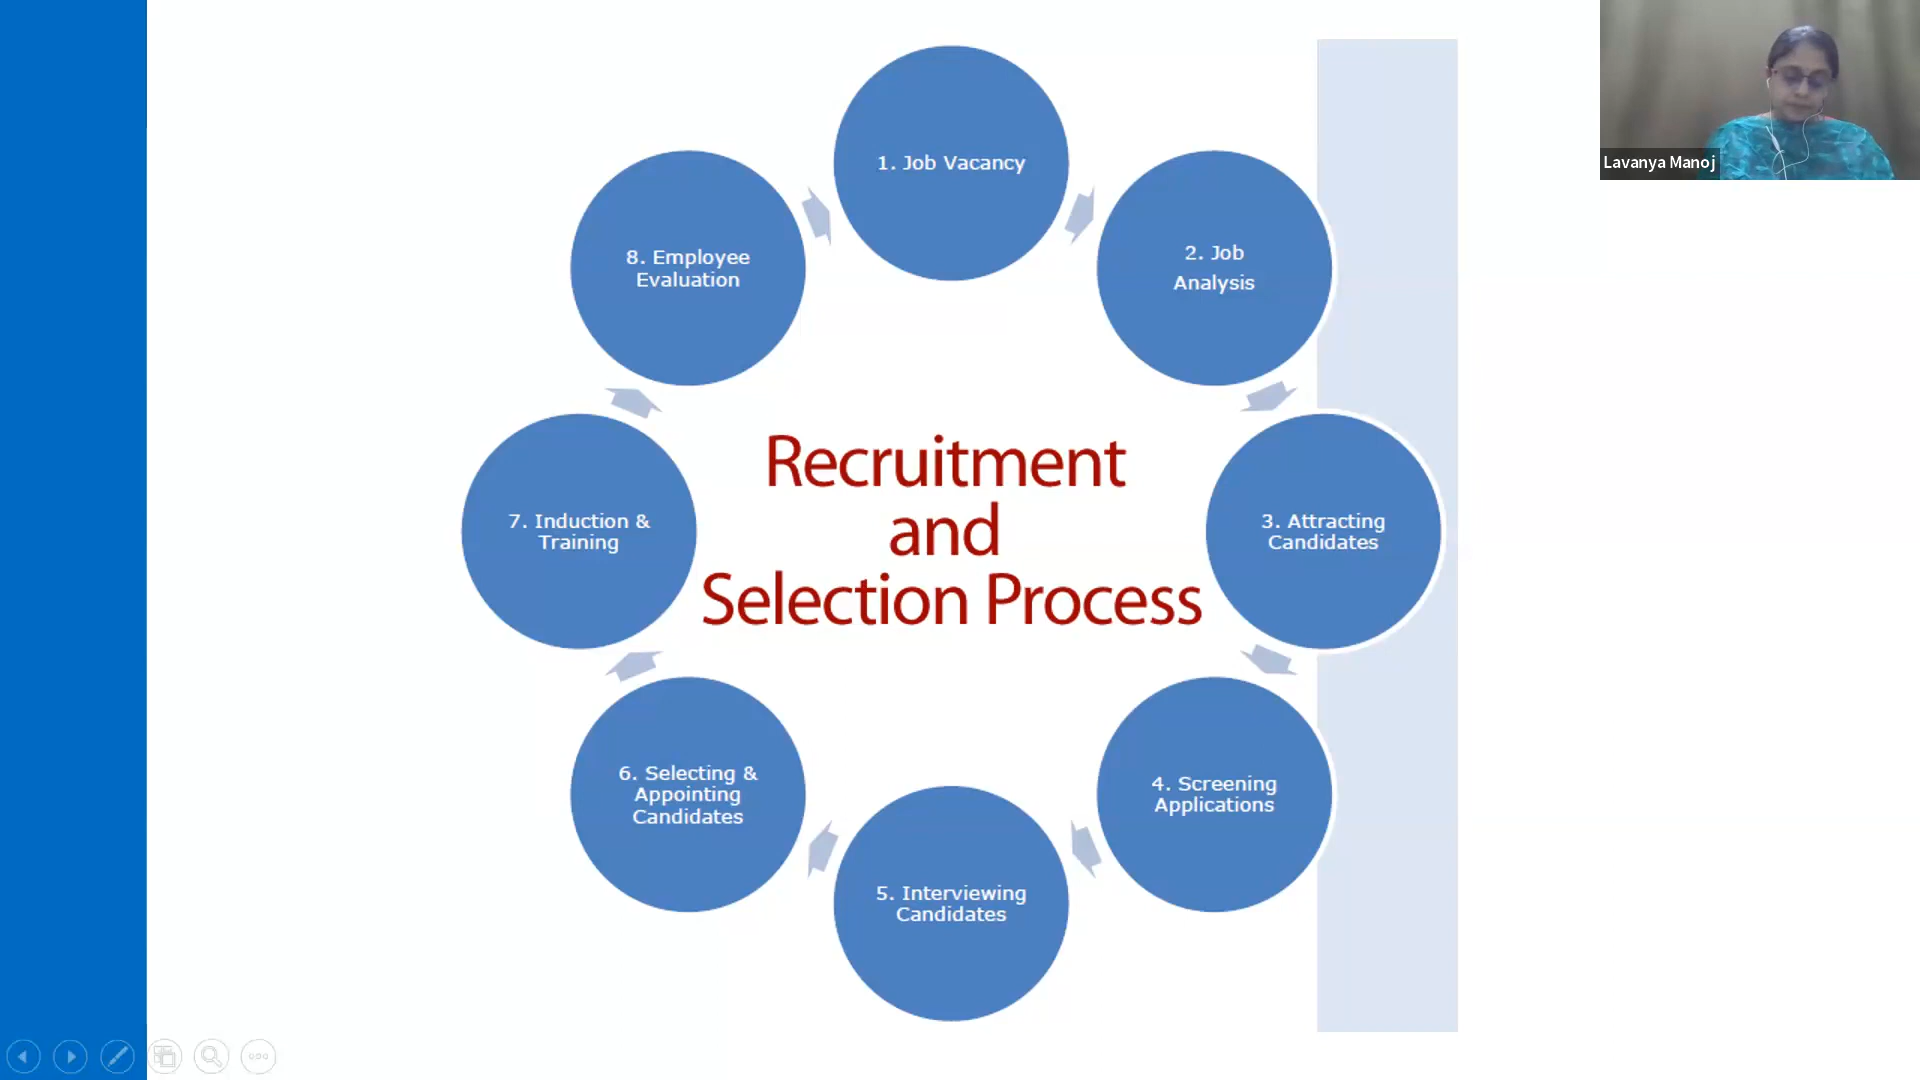 1. Job Vacancy
2. Job
Analysis
3. Attracting
Candidates
4. Screening
Applications
5. Interviewing
Candidates
6. Selecting &
Appointing
Candidates
7. Induction &
Training
8. Employee
Evaluation
Recruitment
and
Selection Process
Lavanya Manoj